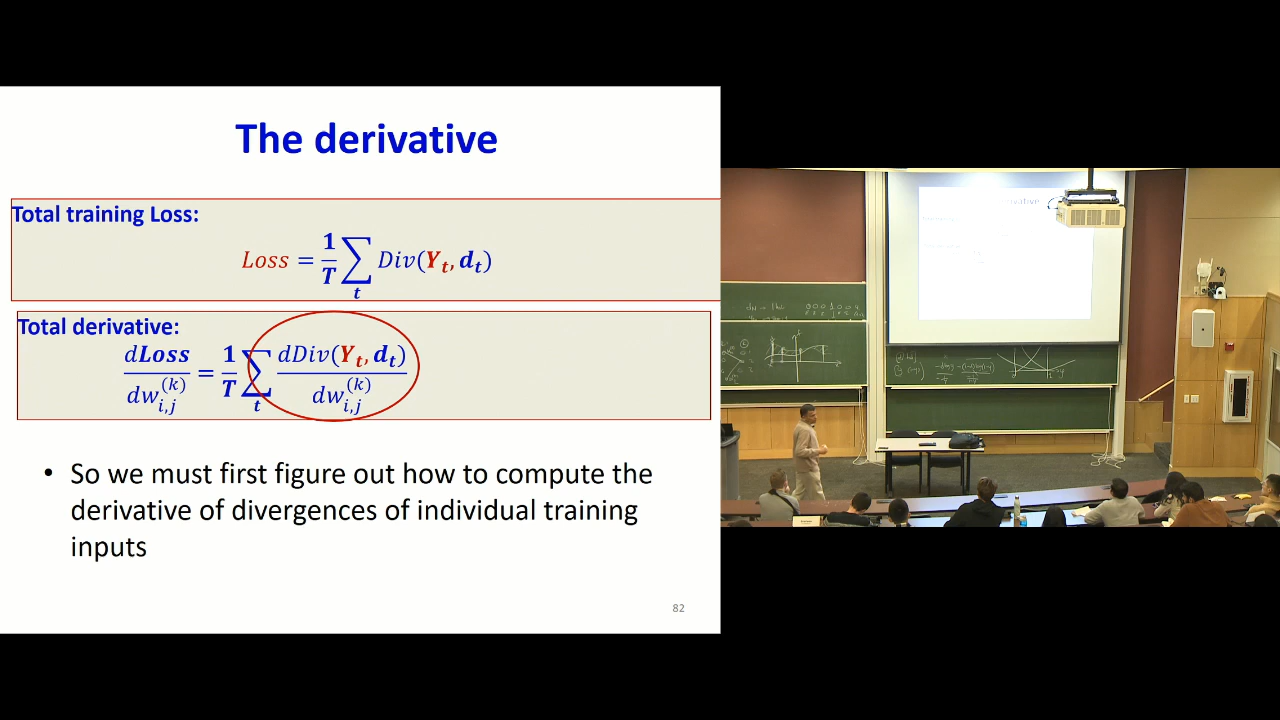 The derivative
Total training Loss:
Loss = 1/T ∑_t Div(Y_t, d_t)
Total derivative:
dLoss/dw_{i,j}^{(k)} = 1/T ∑_t dDiv(Y_t, d_t)/dw_{i,j}^{(k)}
• So we must first figure out how to compute the
derivative of divergences of individual training
inputs
82